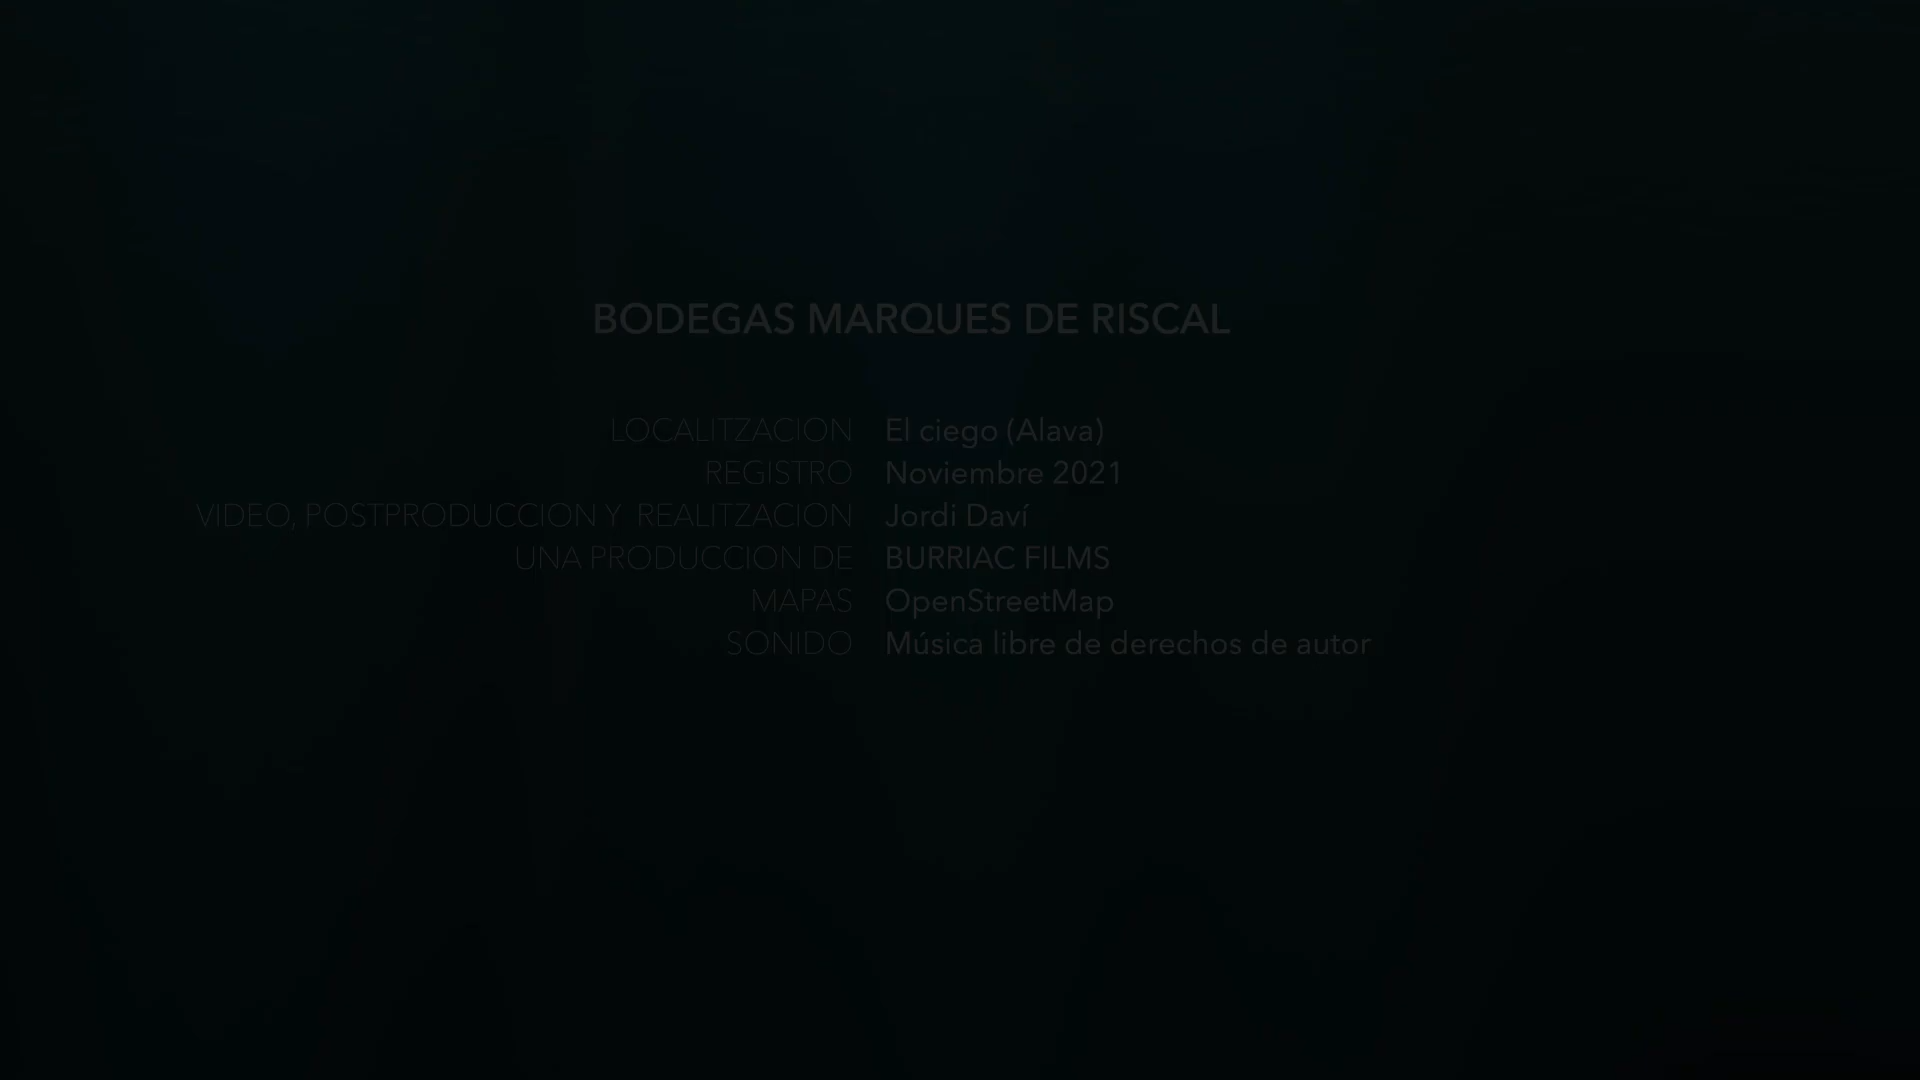 BODEGAS MARQUES DE RISCAL
LOCALITZACION El ciego (Alava)
REGISTRO Noviembre 2021
VIDEO, POSTPRODUCCION Y REALITZACION Jordi Daví
UNA PRODUCCION DE BURRIAC FILMS
MAPAS OpenStreetMap
SONIDO Música libre de derechos de autor